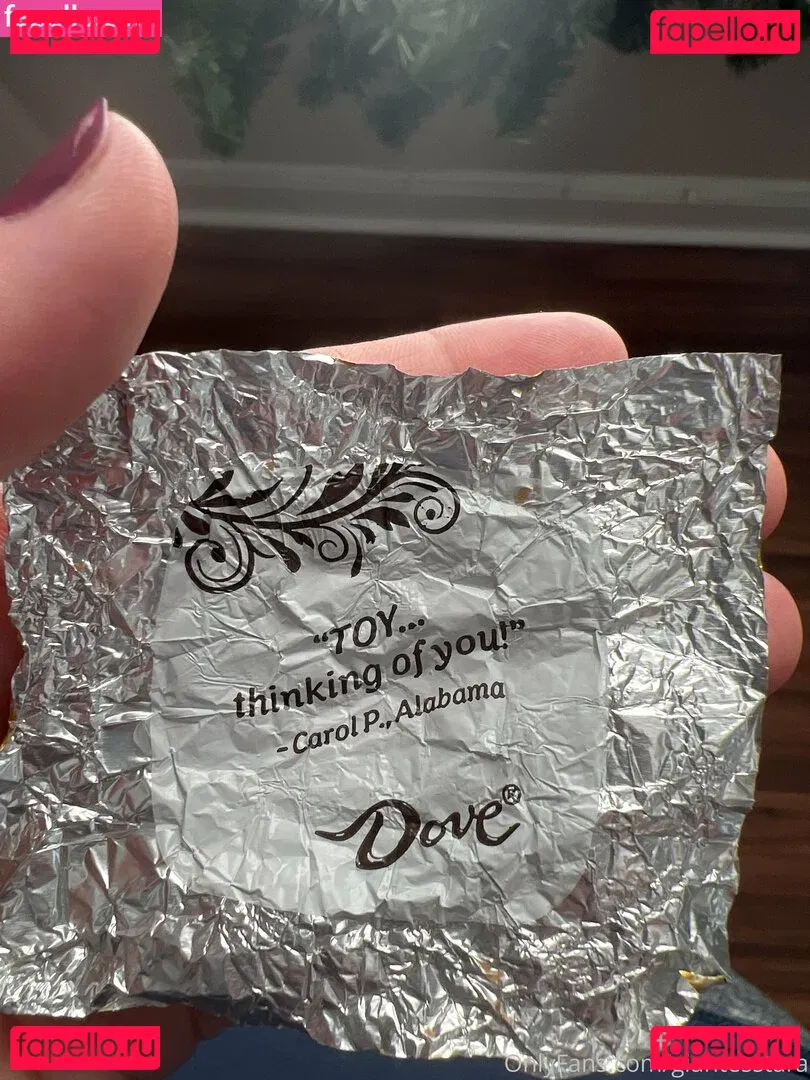 fapello.ru
fapello.ru
“TOY...
thinking of you!”
-Carol P., Alabama
Dove®
fapello.ru
fapello.ru